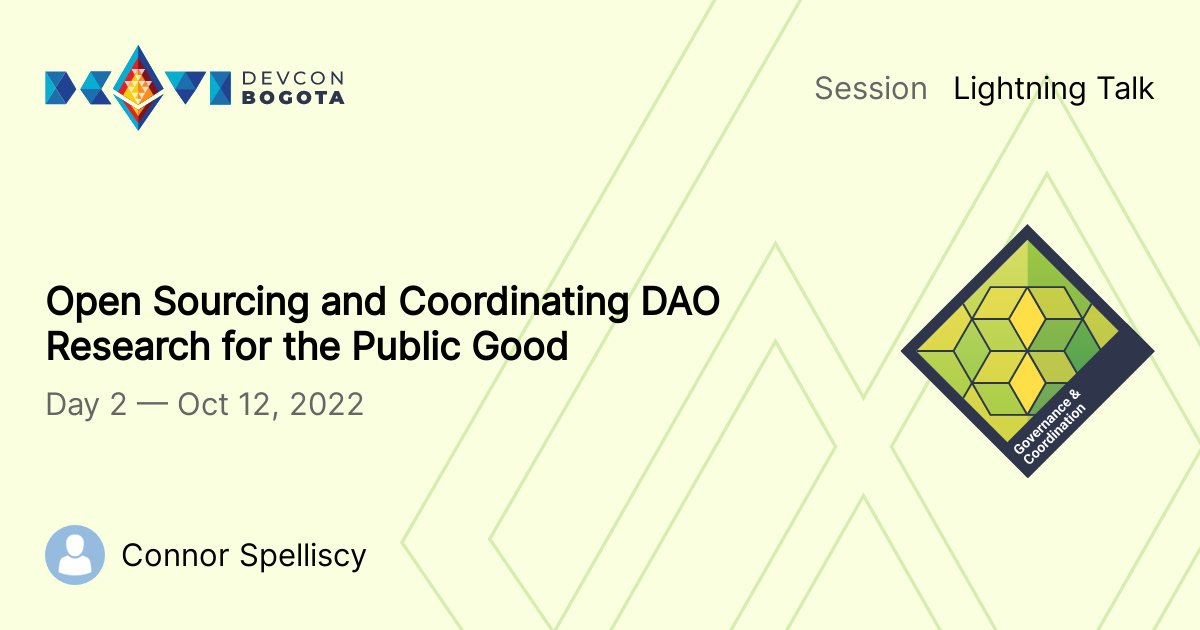 DEVCON
BOGOTA
Session Lightning Talk
Open Sourcing and Coordinating DAO
Research for the Public Good
Day 2 — Oct 12, 2022
Governance &
Coordination
Connor Spelliscy